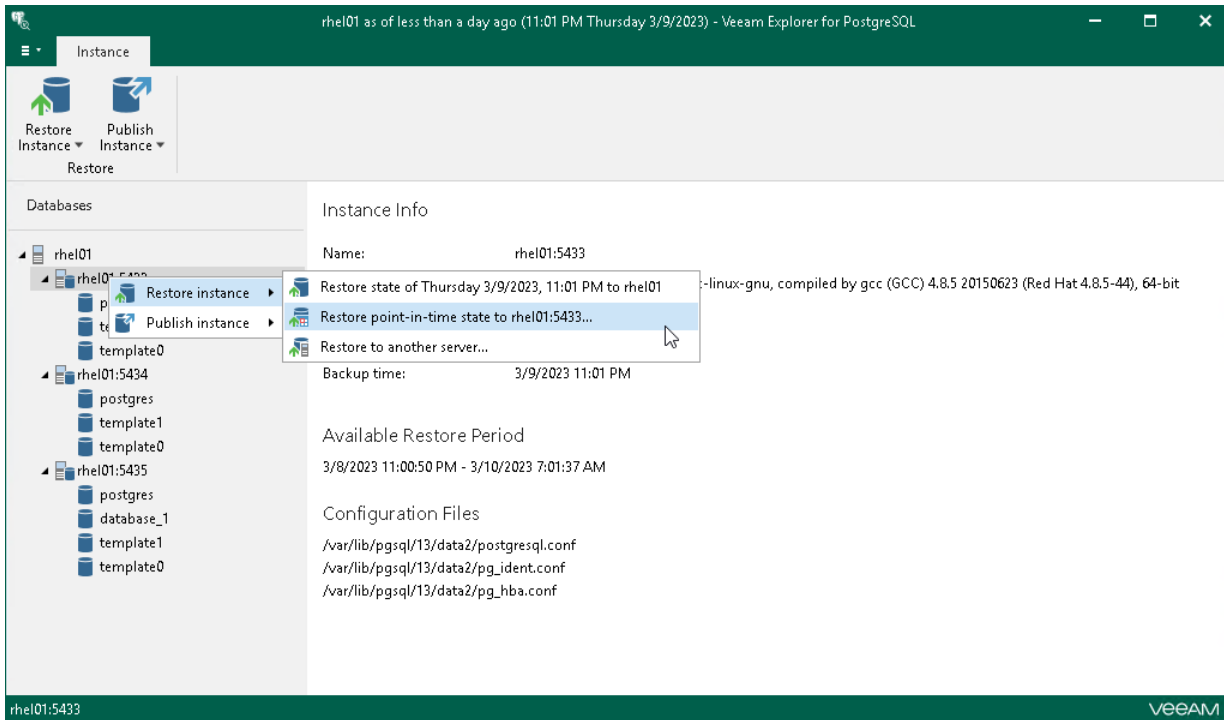 rhel01 as of less than a day ago (11:01 PM Thursday 3/9/2023) - Veeam Explorer for PostgreSQL
Instance
Restore Instance
Publish Instance
Restore
Databases
rhel01
rhel01:5433
template0
rhel01:5434
postgres
template1
template0
rhel01:5435
postgres
database_1
template1
template0
Restore instance
Publish instance
Restore state of Thursday 3/9/2023, 11:01 PM to rhel01
Restore point-in-time state to rhel01:5433...
Restore to another server...
Instance Info
Name: rhel01:5433
-linux-gnu, compiled by gcc (GCC) 4.8.5 20150623 (Red Hat 4.8.5-44), 64-bit
Backup time: 3/9/2023 11:01 PM
Available Restore Period
3/8/2023 11:00:50 PM - 3/10/2023 7:01:37 AM
Configuration Files
/var/lib/pgsql/13/data2/postgresql.conf
/var/lib/pgsql/13/data2/pg_ident.conf
/var/lib/pgsql/13/data2/pg_hba.conf
rhel01:5433
VEEAM